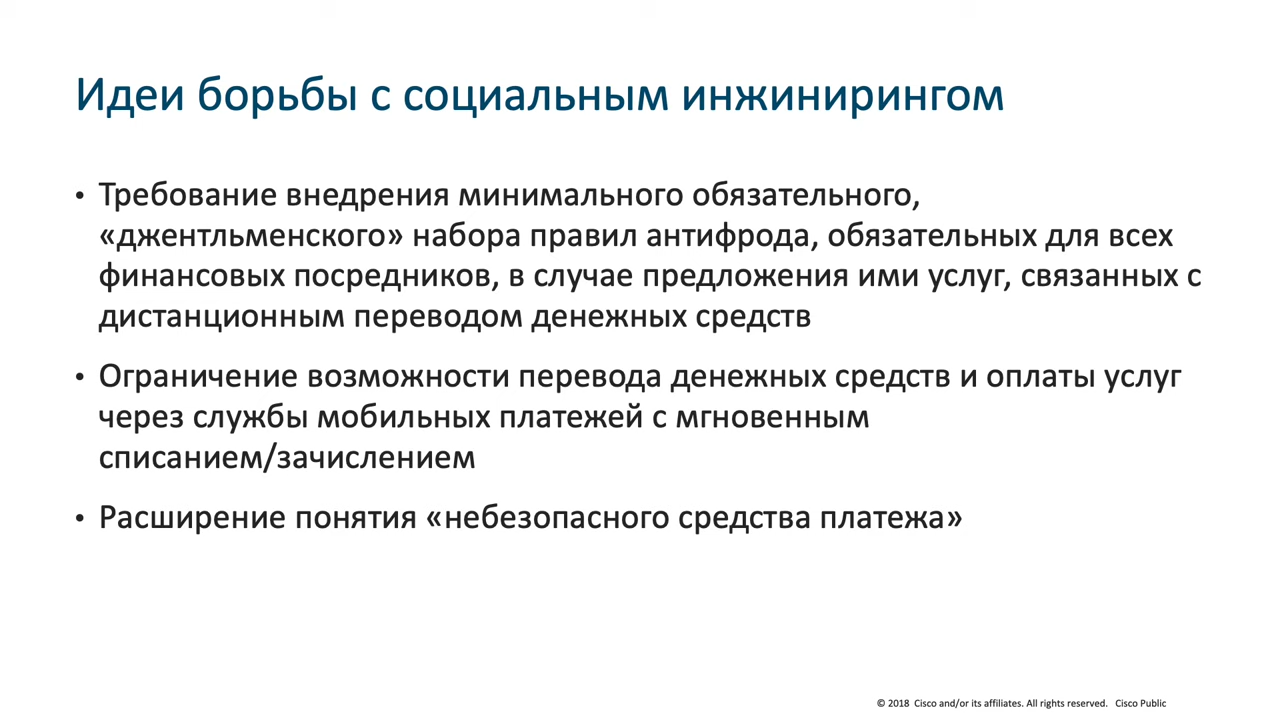 Идеи борьбы с социальным инжинирингом
• Требование внедрения минимального обязательного,
«джентльменского» набора правил антифрода, обязательных для всех
финансовых посредников, в случае предложения ими услуг, связанных с
дистанционным переводом денежных средств
• Ограничение возможности перевода денежных средств и оплаты услуг
через службы мобильных платежей с мгновенным
списанием/зачислением
• Расширение понятия «небезопасного средства платежа»
© 2018 Cisco and/or its affiliates. All rights reserved. Cisco Public